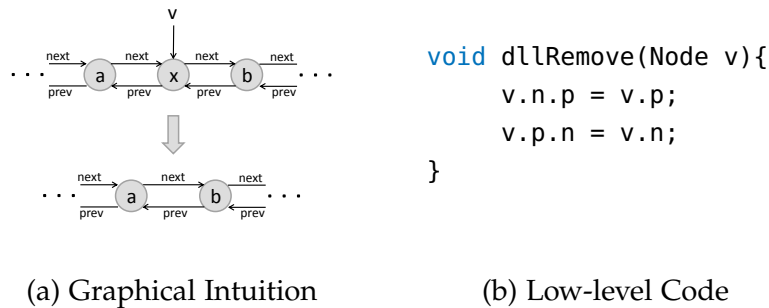 v
next next next next
· · · a x b · · ·
prev prev prev prev
next next next
· · · a b · · ·
prev prev prev
(a) Graphical Intuition
void dllRemove(Node v){
v.n.p = v.p;
v.p.n = v.n;
}
(b) Low-level Code